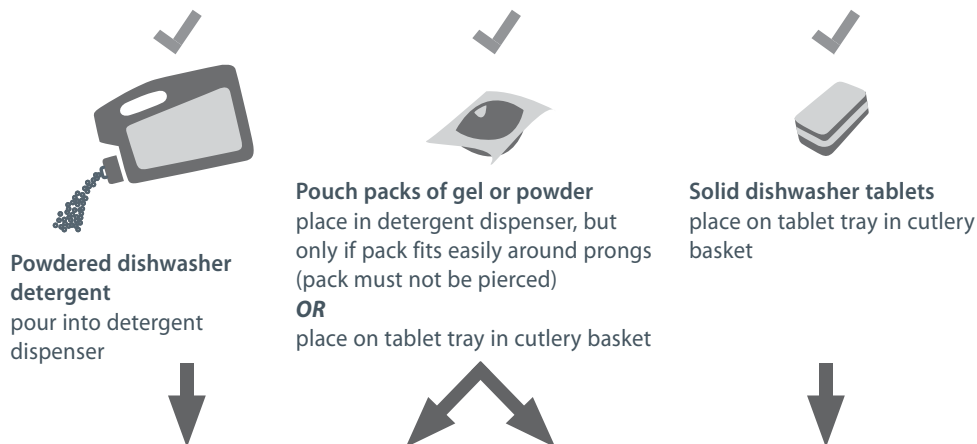 Powdered dishwasher
detergent
pour into detergent
dispenser
Pouch packs of gel or powder
place in detergent dispenser, but
only if pack fits easily around prongs
(pack must not be pierced)
OR
place on tablet tray in cutlery basket
Solid dishwasher tablets
place on tablet tray in cutlery
basket